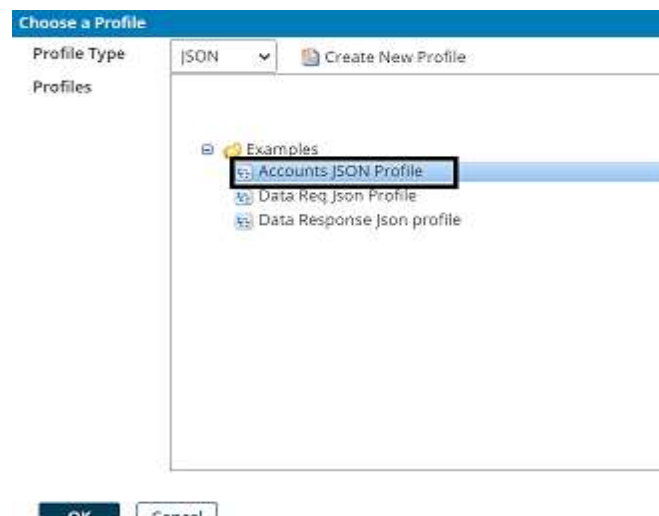 Choose a Profile
Profile Type JSON Create New Profile
Profiles
Examples
Accounts JSON Profile
Data Req Json Profile
Data Response Json profile
OK Cancel